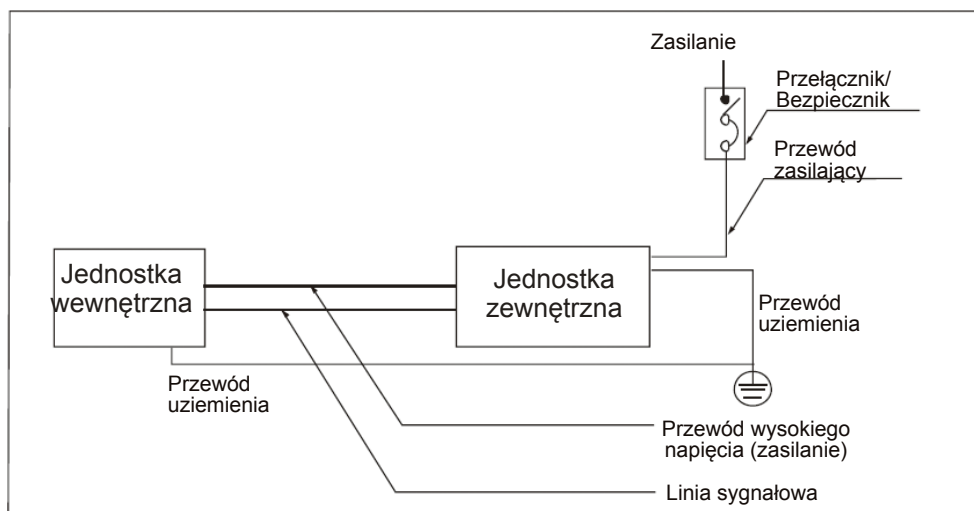 Zasilanie
Przełącznik/
Bezpiecznik
Przewód
zasilający
Jednostka
wewnętrzna
Jednostka
zewnętrzna
Przewód
uziemienia
Przewód
uziemienia
Przewód wysokiego
napięcia (zasilanie)
Linia sygnałowa